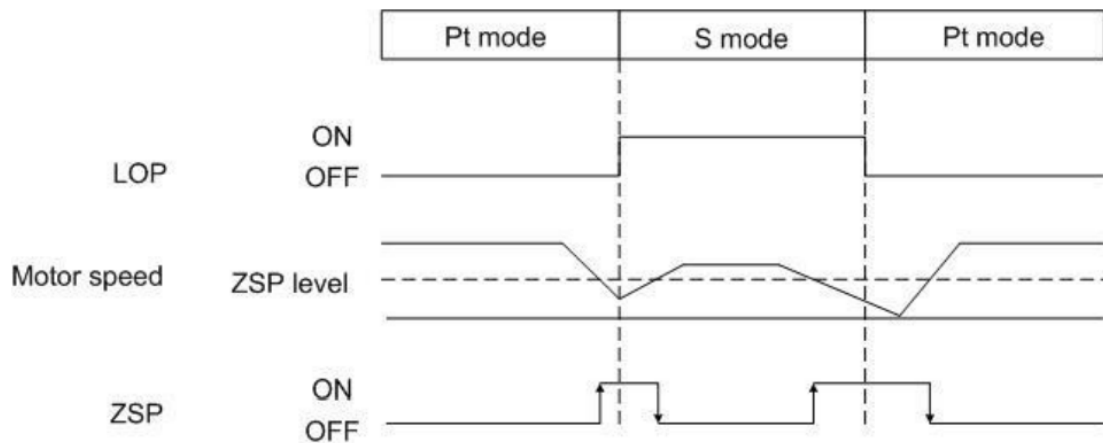 Pt mode
S mode
Pt mode
ON
LOP
OFF
Motor speed
ZSP level
ON
ZSP
OFF